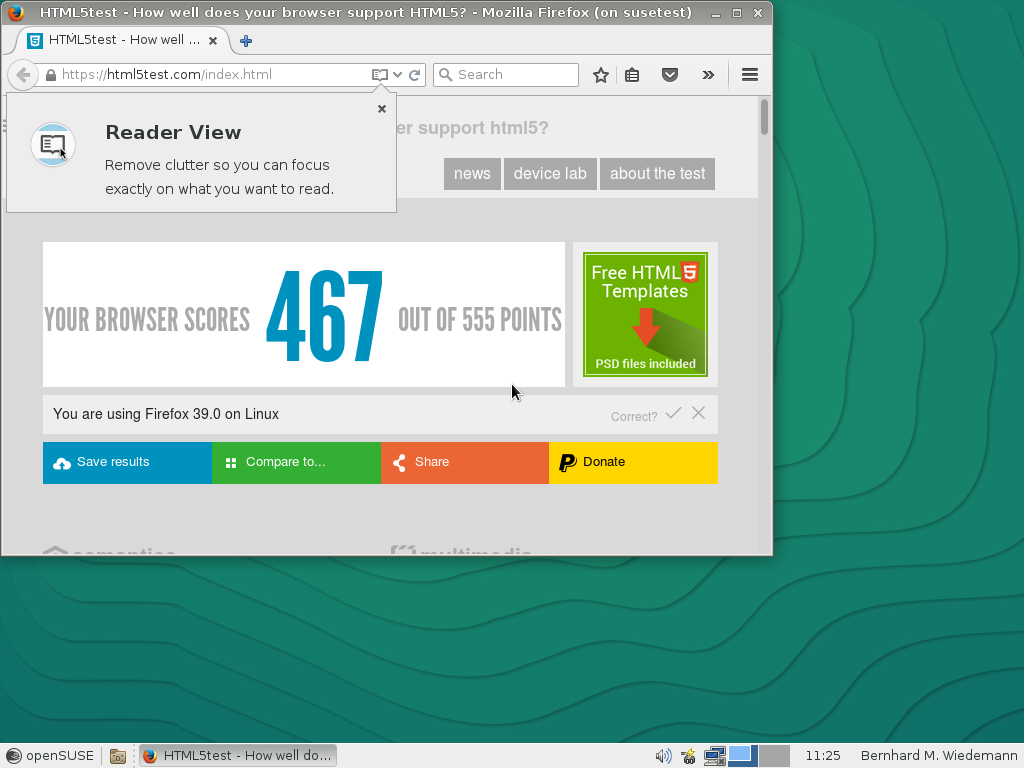 HTML5test - How well does your browser support HTML5? - Mozilla Firefox (on susetest)
HTML5test - How well ...
https://html5test.com/index.html
Search
Reader View
Remove clutter so you can focus
exactly on what you want to read.
er support html5?
news
device lab
about the test
YOUR BROWSER SCORES 467 OUT OF 555 POINTS
Free HTML5
Templates
PSD files included
You are using Firefox 39.0 on Linux
Correct?
Save results
Compare to...
Share
Donate
semantics
multimedia
openSUSE
HTML5test - How well do...
11:25
Bernhard M. Wiedemann